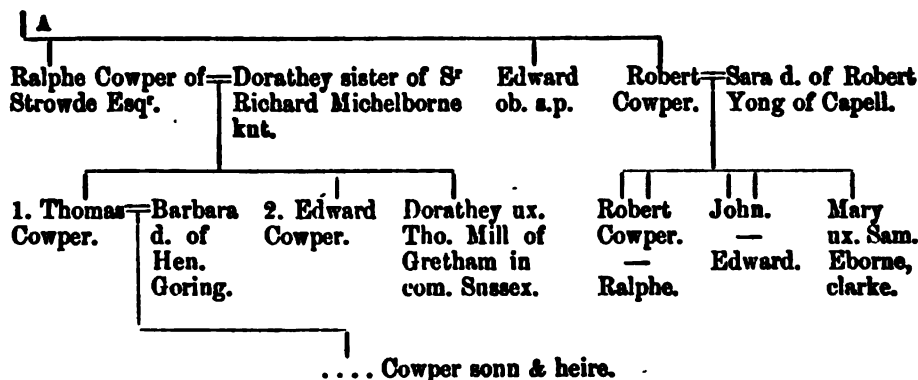 A
Ralphe Cowper of
Strowde Esqr.
Dorathey sister of Sr
Richard Michelborne
knt.
Edward
ob. s.p.
Robert
Cowper.
Sara d. of Robert
Yong of Capell.
1. Thomas
Cowper.
Barbara
d. of
Hen.
Goring.
2. Edward
Cowper.
Dorathey ux.
Tho. Mill of
Gretham in
com. Sussex.
Robert
Cowper.
—
Ralphe.
John.
—
Edward.
Mary
ux. Sam.
Eborne,
clarke.
.... Cowper sonn & heire.